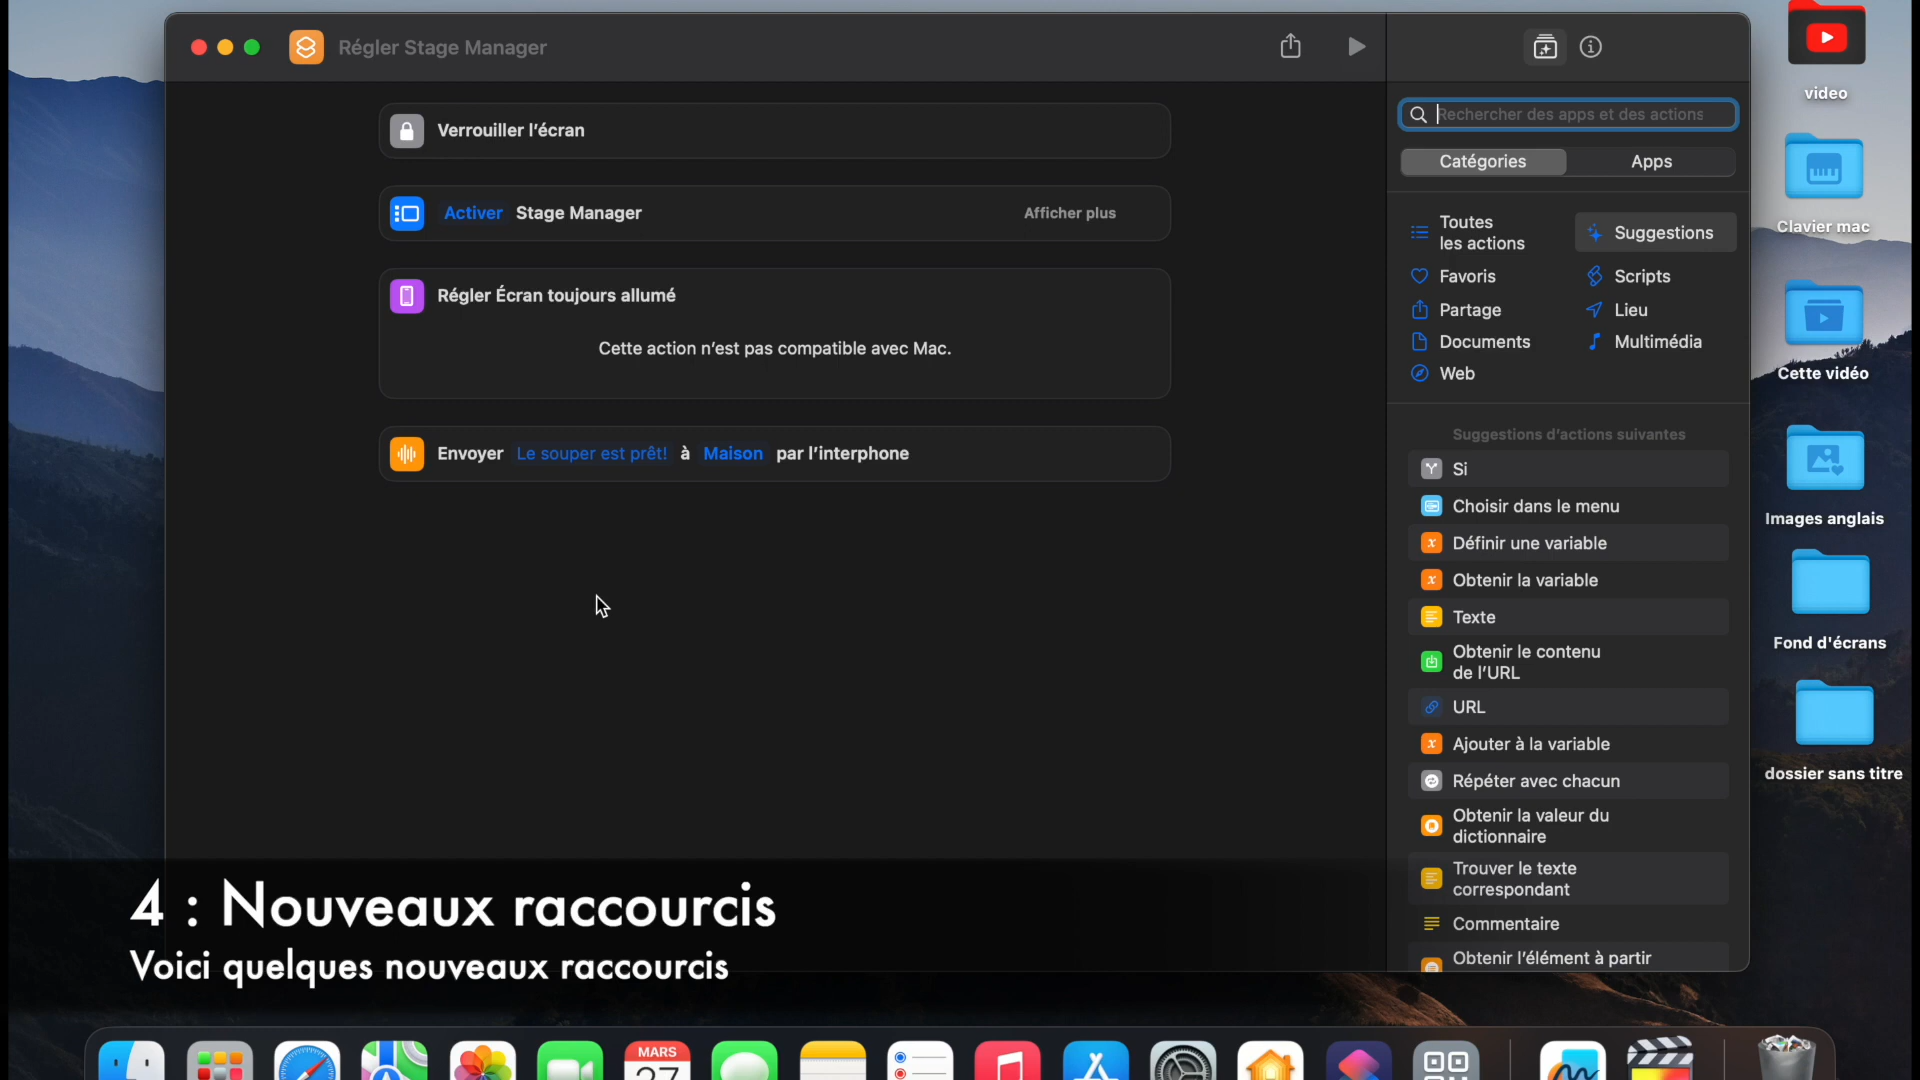 Régler Stage Manager
Verrouiller l'écran
Activer Stage Manager
Afficher plus
Régler Écran toujours allumé
Cette action n'est pas compatible avec Mac.
Envoyer Le souper est prêt! à Maison par l'interphone
Rechercher des apps et des actions
Catégories
Apps
Toutes
les actions
Suggestions
Favoris
Scripts
Partage
Lieu
Documents
Multimédia
Web
Suggestions d'actions suivantes
Si
Choisir dans le menu
Définir une variable
Obtenir la variable
Texte
Obtenir le contenu
de l'URL
URL
Ajouter à la variable
Répéter avec chacun
Obtenir la valeur du
dictionnaire
Trouver le texte
correspondant
Commentaire
Obtenir l'élément à partir
video
Clavier mac
Cette vidéo
Images anglais
Fond d'écrans
dossier sans titre
4 : Nouveaux raccourcis
Voici quelques nouveaux raccourcis
MARS
27